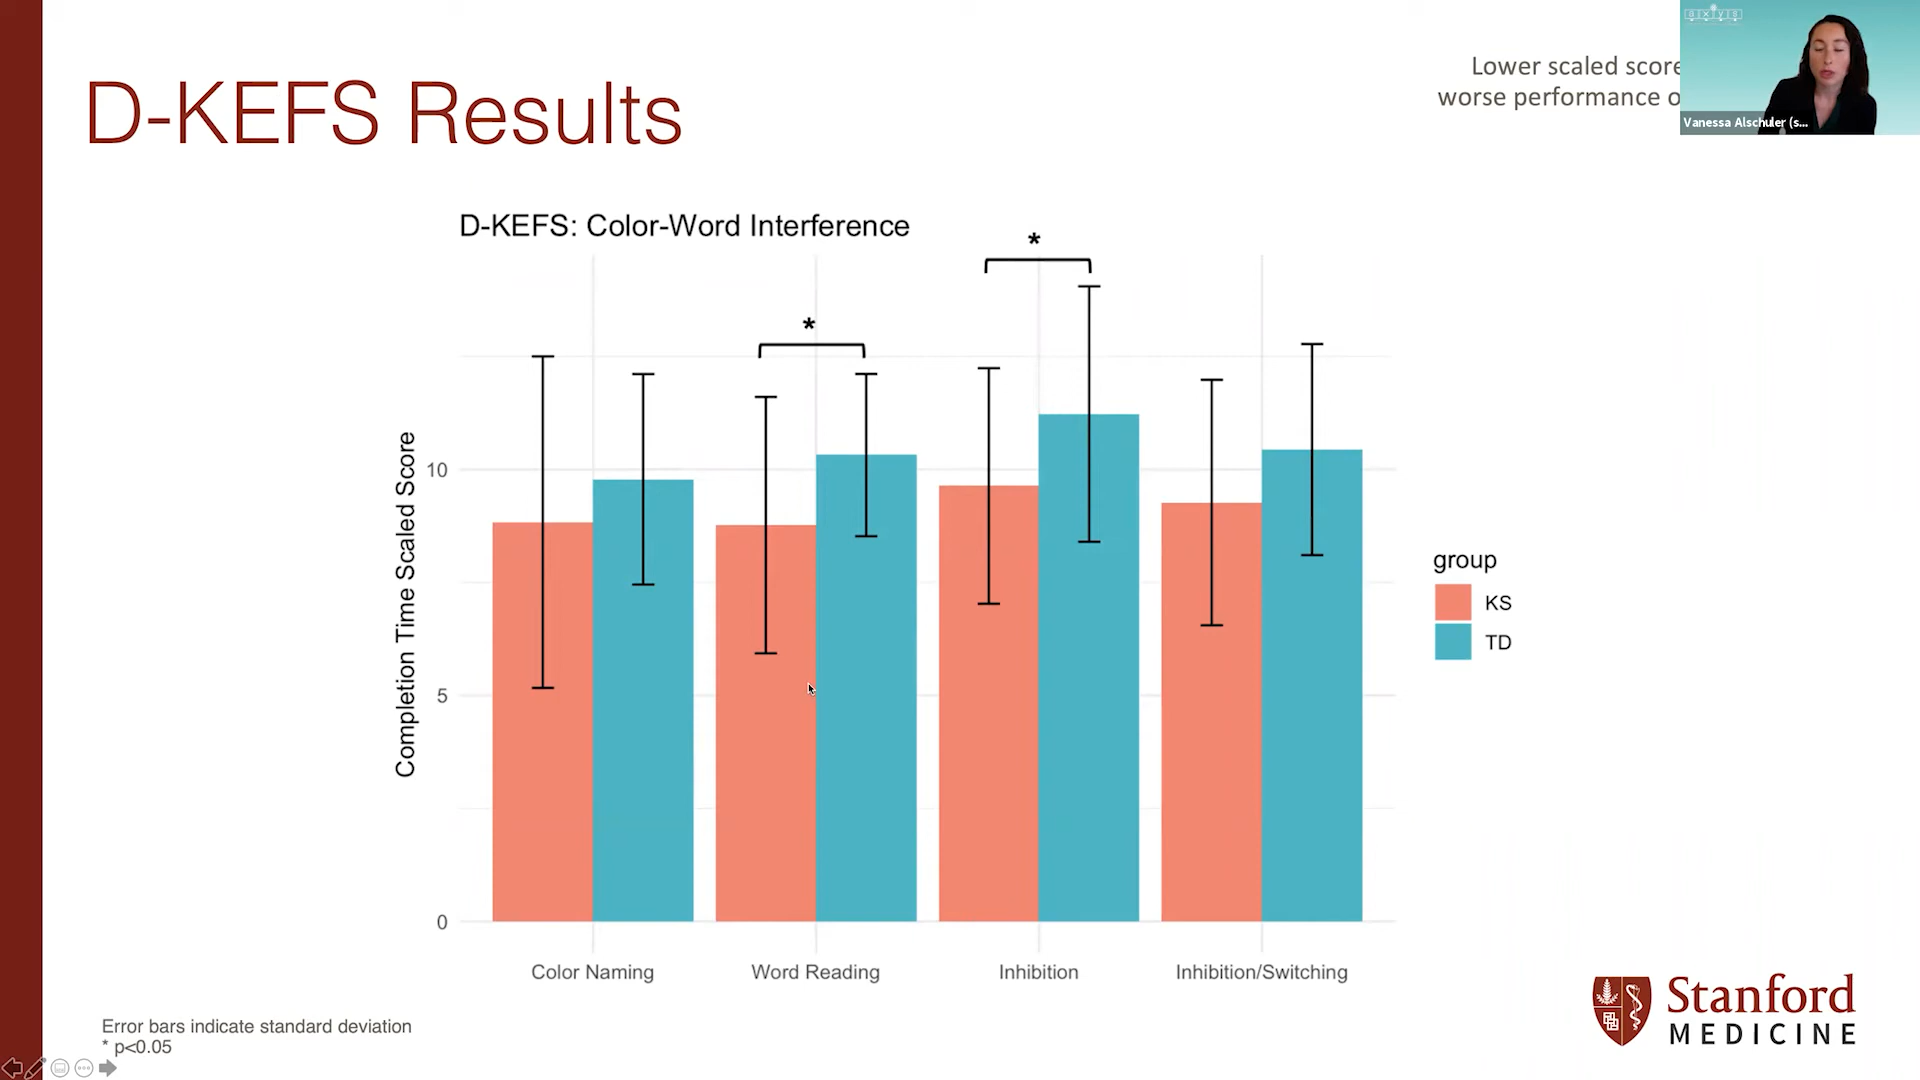 D-KEFS Results
Lower scaled score
worse performance o
axys
Vanessa Alschuler (s...
D-KEFS: Color-Word Interference
*
*
Completion Time Scaled Score
10
5
0
Color Naming
Word Reading
Inhibition
Inhibition/Switching
group
KS
TD
Error bars indicate standard deviation
* p<0.05
Stanford
MEDICINE